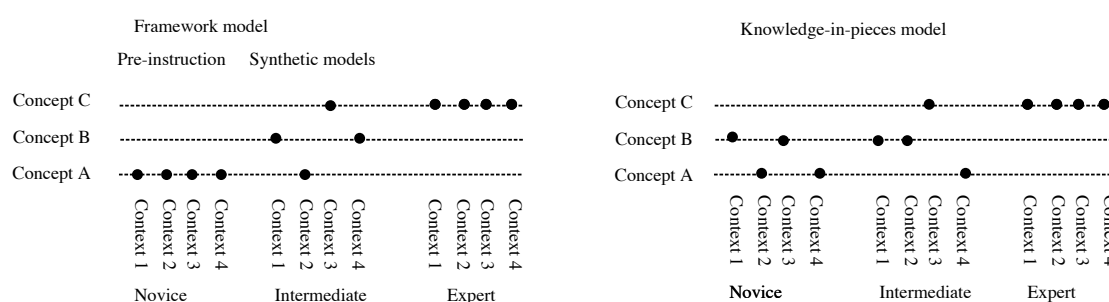 Framework model
Pre-instruction Synthetic models
Concept C
Concept B
Concept A
Context 1
Context 2
Context 3
Context 4
Context 1
Context 2
Context 3
Context 4
Context 1
Context 2
Context 3
Context 4
Novice Intermediate Expert
Knowledge-in-pieces model
Concept C
Concept B
Concept A
Context 1
Context 2
Context 3
Context 4
Context 1
Context 2
Context 3
Context 4
Context 1
Context 2
Context 3
Context 4
Novice Intermediate Expert